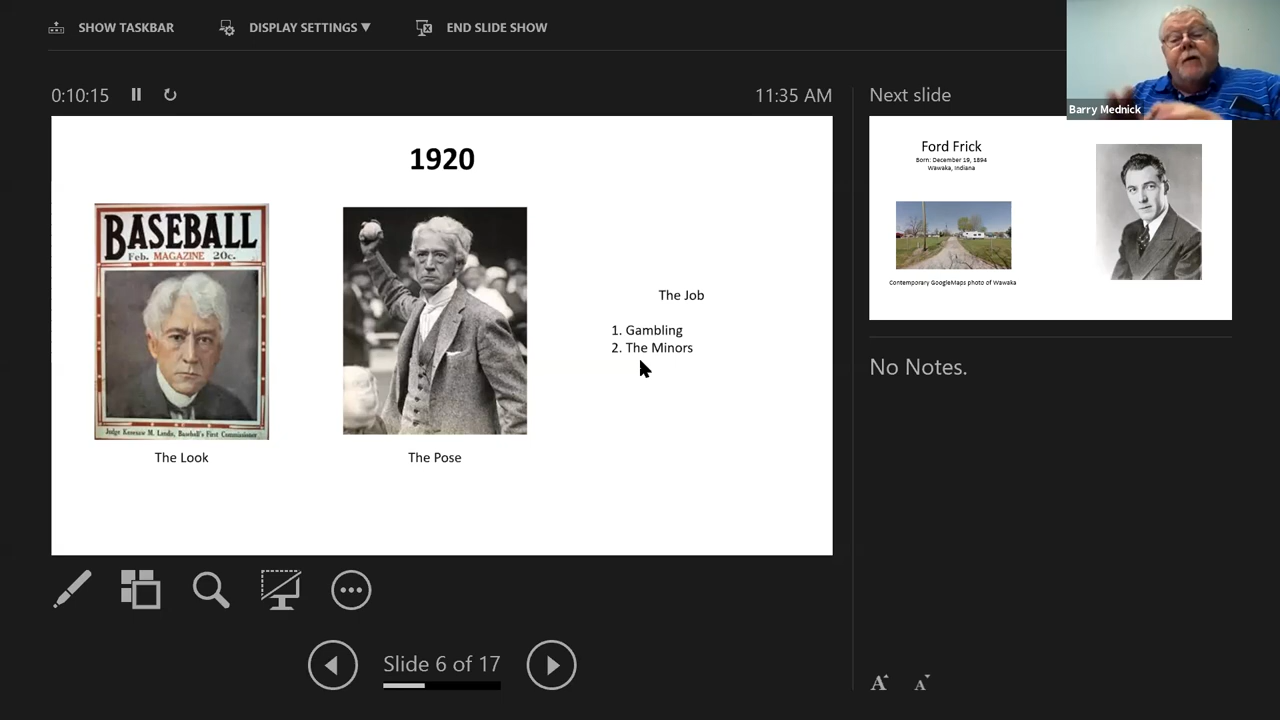 SHOW TASKBAR
DISPLAY SETTINGS ▼
END SLIDE SHOW
Barry Mednick
0:10:15
11:35 AM
Next slide
1920
BASEBALL
Feb. MAGAZINE 20c.
Judge Kenesaw M. Landis, Baseball's First Commissioner
The Look
The Pose
The Job
1. Gambling
2. The Minors
Ford Frick
Born: December 19, 1894
Wawaka, Indiana
Contemporary GoogleMaps photo of Wawaka
No Notes.
Slide 6 of 17
A A